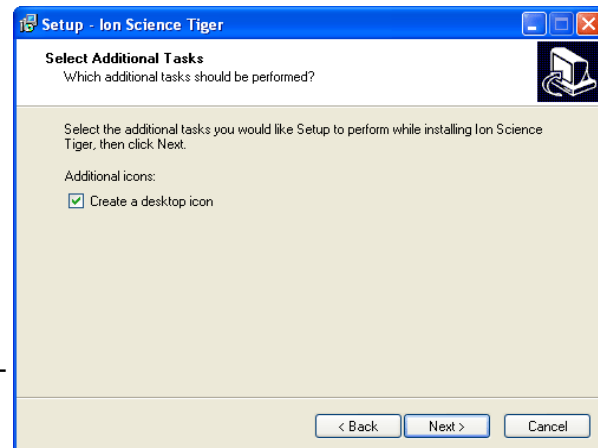 Setup - Ion Science Tiger
Select Additional Tasks
Which additional tasks should be performed?
Select the additional tasks you would like Setup to perform while installing Ion Science
Tiger, then click Next.
Additional icons:
Create a desktop icon
< Back
Next >
Cancel